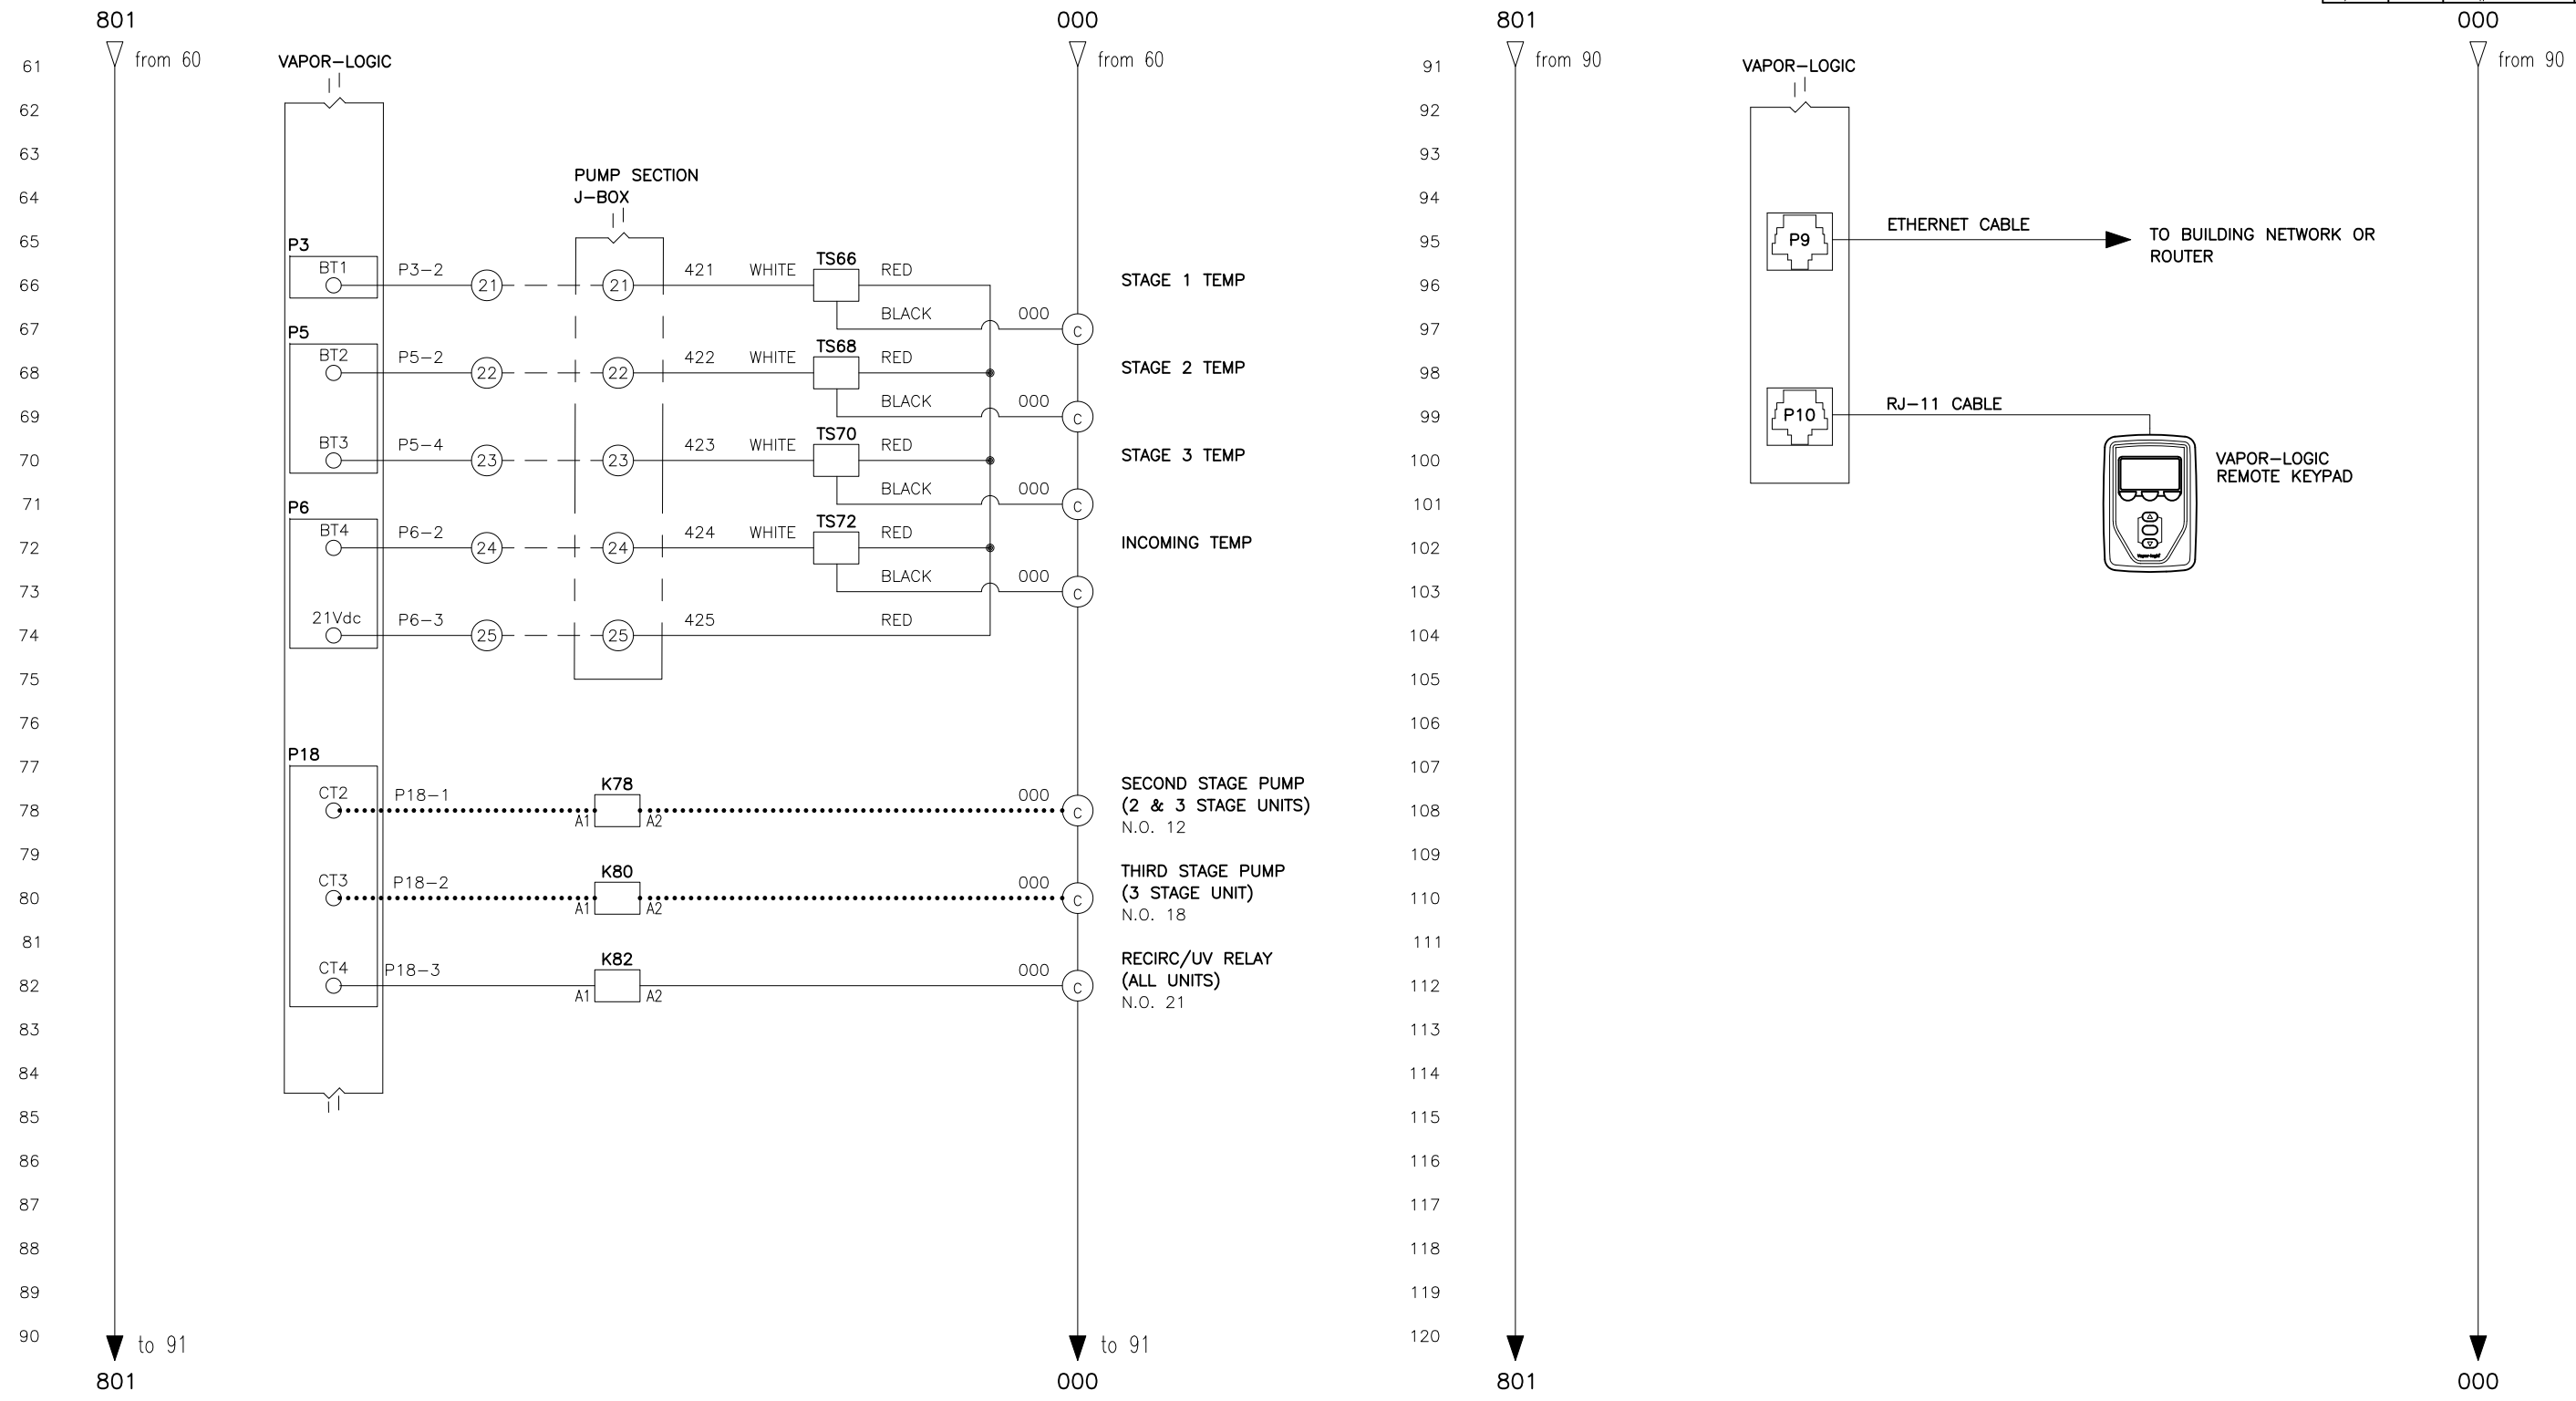 801
000
801
000
from 60
from 60
from 90
from 90
61
VAPOR-LOGIC
91
VAPOR-LOGIC
62
92
63
93
PUMP SECTION
J-BOX
64
94
65
P3
95
ETHERNET CABLE
P9
TO BUILDING NETWORK OR
ROUTER
66
BT1
P3-2
21
21
421
WHITE
TS66
RED
STAGE 1 TEMP
96
67
BLACK
000
C
97
P5
68
BT2
P5-2
22
22
422
WHITE
TS68
RED
STAGE 2 TEMP
98
69
BLACK
000
C
99
P10
RJ-11 CABLE
70
BT3
P5-4
23
23
423
WHITE
TS70
RED
STAGE 3 TEMP
100
VAPOR-LOGIC
REMOTE KEYPAD
71
BLACK
000
C
101
P6
72
BT4
P6-2
24
24
424
WHITE
TS72
RED
INCOMING TEMP
102
Vapor-logic
73
BLACK
000
C
103
74
21Vdc
P6-3
25
25
425
RED
104
75
105
76
106
77
P18
107
78
CT2
P18-1
A1
K78
A2
000
C
SECOND STAGE PUMP
(2 & 3 STAGE UNITS)
N.O. 12
108
79
109
80
CT3
P18-2
A1
K80
A2
000
C
THIRD STAGE PUMP
(3 STAGE UNIT)
N.O. 18
110
81
111
82
CT4
P18-3
A1
K82
A2
000
C
RECIRC/UV RELAY
(ALL UNITS)
N.O. 21
112
83
113
84
114
85
115
86
116
87
117
88
118
89
119
90
to 91
to 91
120
801
000
801
000